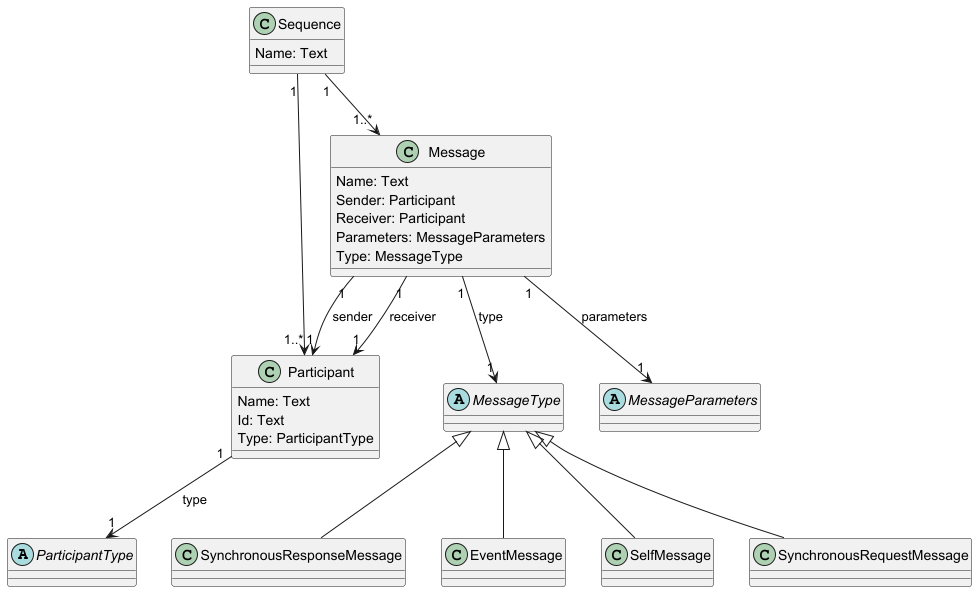 C Sequence
Name: Text
1 1
1..*
C Message
Name: Text
Sender: Participant
Receiver: Participant
Parameters: MessageParameters
Type: MessageType
1 1 1 1
sender receiver type parameters
1..* 1 1 1 1
C Participant
Name: Text
Id: Text
Type: ParticipantType
A MessageType
A MessageParameters
1
type
1
A ParticipantType
C SynchronousResponseMessage
C EventMessage
C SelfMessage
C SynchronousRequestMessage